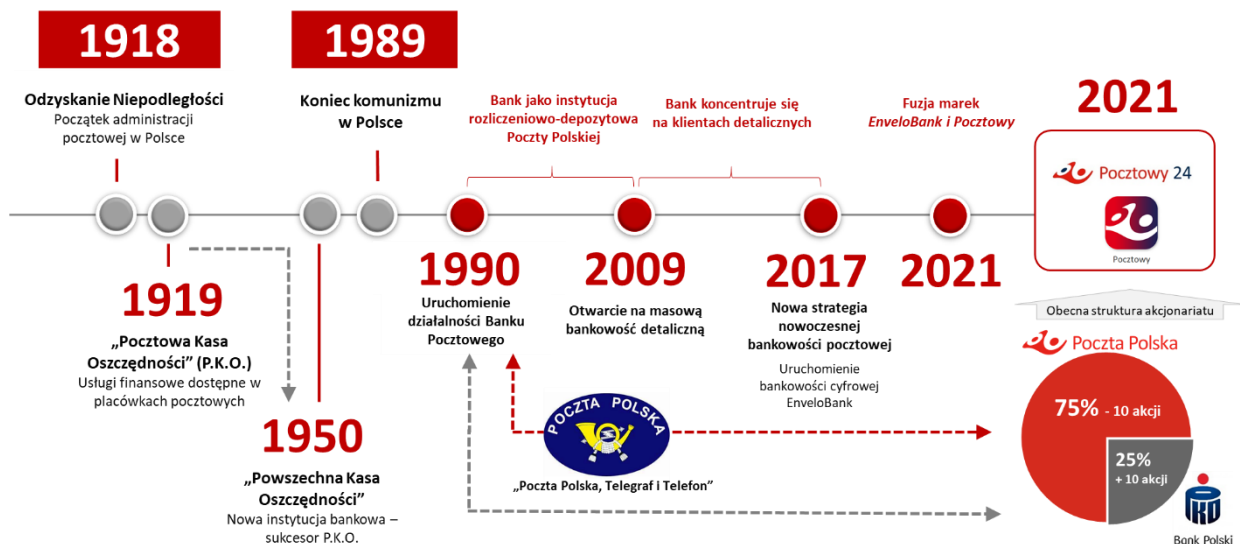 1918
Odzyskanie Niepodległości
Początek administracji
pocztowej w Polsce
1989
Koniec komunizmu
w Polsce
Bank jako instytucja
rozliczeniowo-depozytowa
Poczty Polskiej
Bank koncentruje się
na klientach detalicznych
Fuzja marek
EnveloBank i Pocztowy
2021
Pocztowy 24
Pocztowy
1919
„Pocztowa Kasa
Oszczędności” (P.K.O.)
Usługi finansowe dostępne w
placówkach pocztowych
1950
„Powszechna Kasa
Oszczędności”
Nowa instytucja bankowa –
sukcesor P.K.O.
1990
Uruchomienie
działalności Banku
Pocztowego
2009
Otwarcie na masową
bankowość detaliczną
2017
Nowa strategia
nowoczesnej
bankowości pocztowej
Uruchomienie
bankowości cyfrowej
EnveloBank
2021
POCZTA POLSKA
„Poczta Polska, Telegraf i Telefon”
Obecna struktura akcjonariatu
Poczta Polska
75% - 10 akcji
25%
+ 10 akcji
PKO
Bank Polski